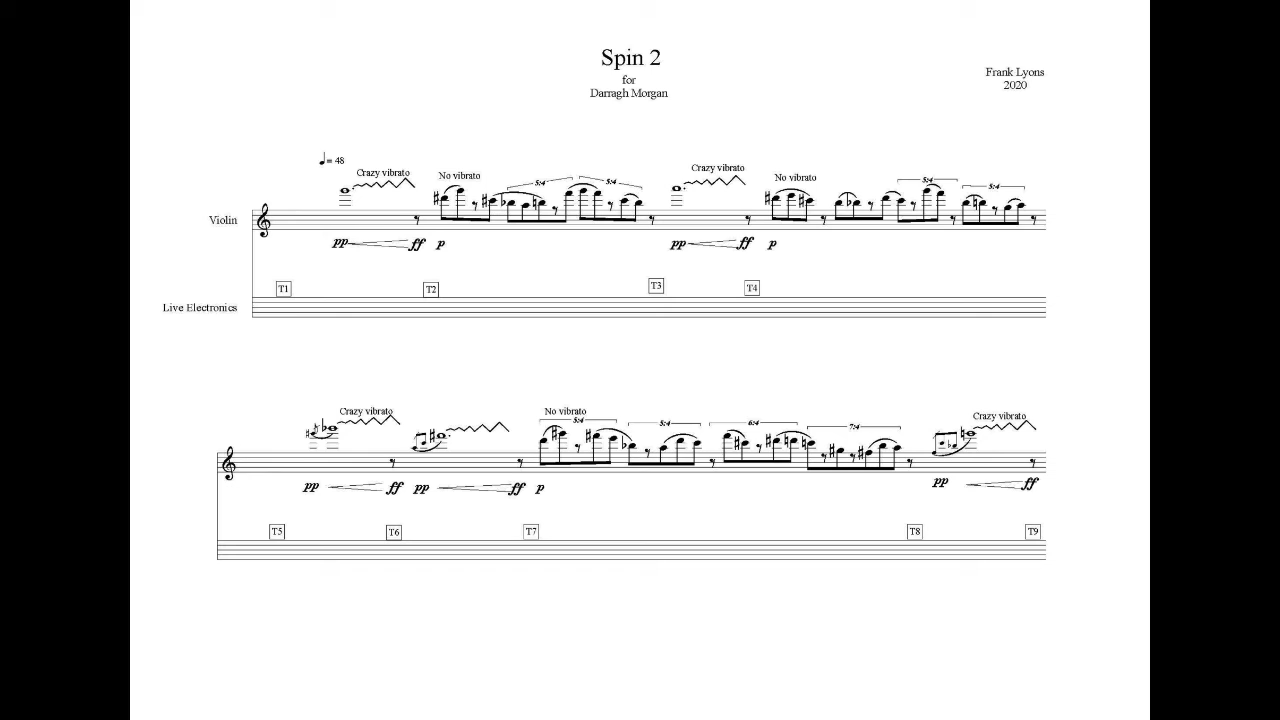 Spin 2
for
Darragh Morgan
Frank Lyons
2020
♩= 48
Crazy vibrato
No vibrato
5:4
5:4
Crazy vibrato
No vibrato
5:4
5:4
Violin
pp ff p pp ff p
T1 T2 T3 T4
Live Electronics
Crazy vibrato
No vibrato
5:4
5:4
6:4
7:4
Crazy vibrato
pp ff pp ff p pp ff
T5 T6 T7 T8 T9